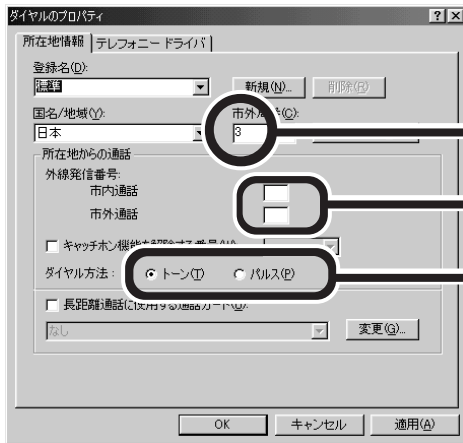 ダイヤルのプロパティ
所在地情報 テレフォニー ドライバ
登録名(D):
標準 新規(N)... 削除(R)
国名/地域(Y): 市外
日本 3
所在地からの通話
外線発信番号:
市内通話
市外通話
キャッチホン機能を解除する番号
ダイヤル方法: トーン(T) パルス(P)
長距離通話に使用する通話カード(U):
なし 変更(G)...
OK キャンセル 適用(A)